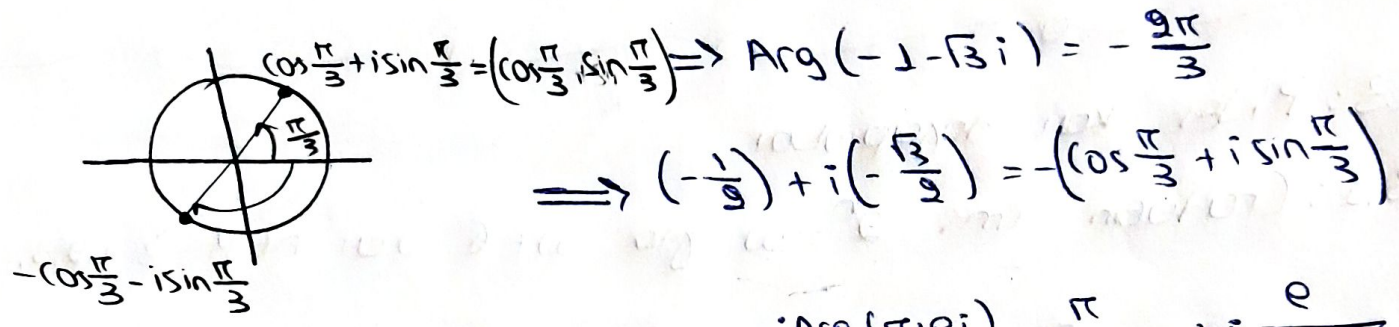 cos π/3 + i sin π/3 = (cos π/3, sin π/3) ⟹ Arg(-1-√3 i) = - 2π/3
π/3
⟹ (-1/2) + i(-√3/2) = -(cos π/3 + i sin π/3)
-cos π/3 - i sin π/3
π
e